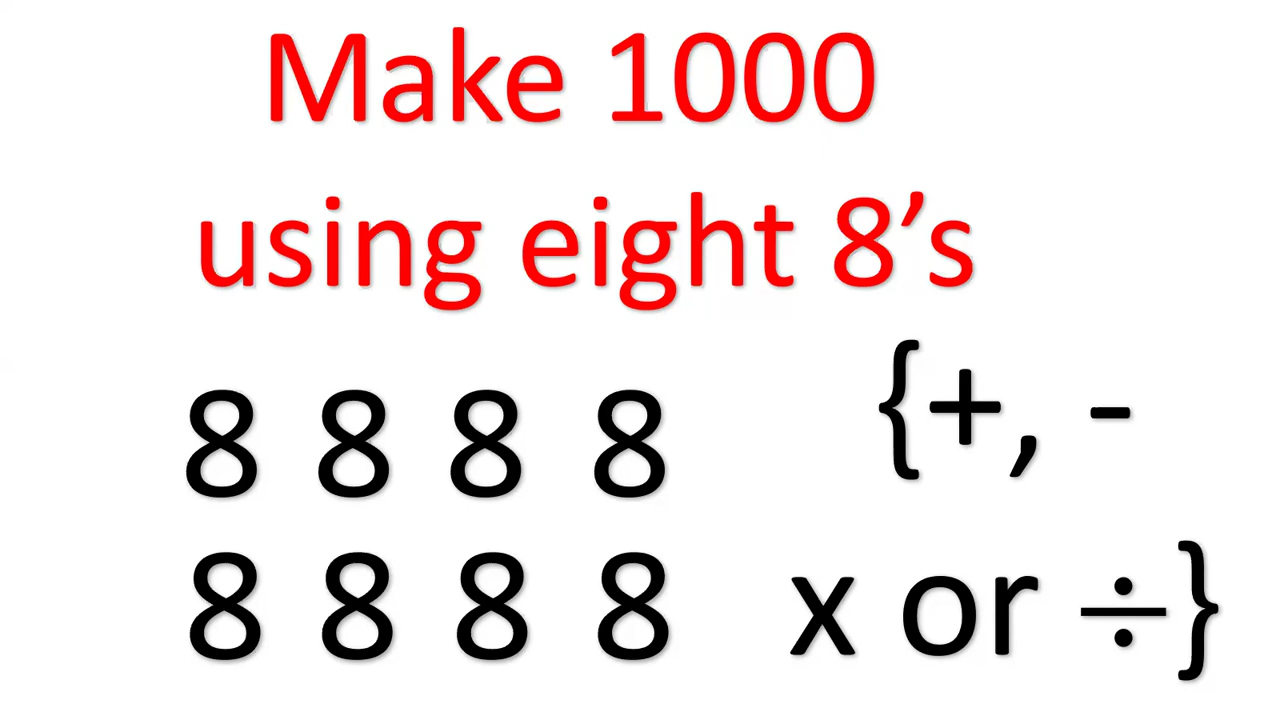 Make 1000
using eight 8’s
8 8 8 8 {+, -
8 8 8 8 x or ÷}